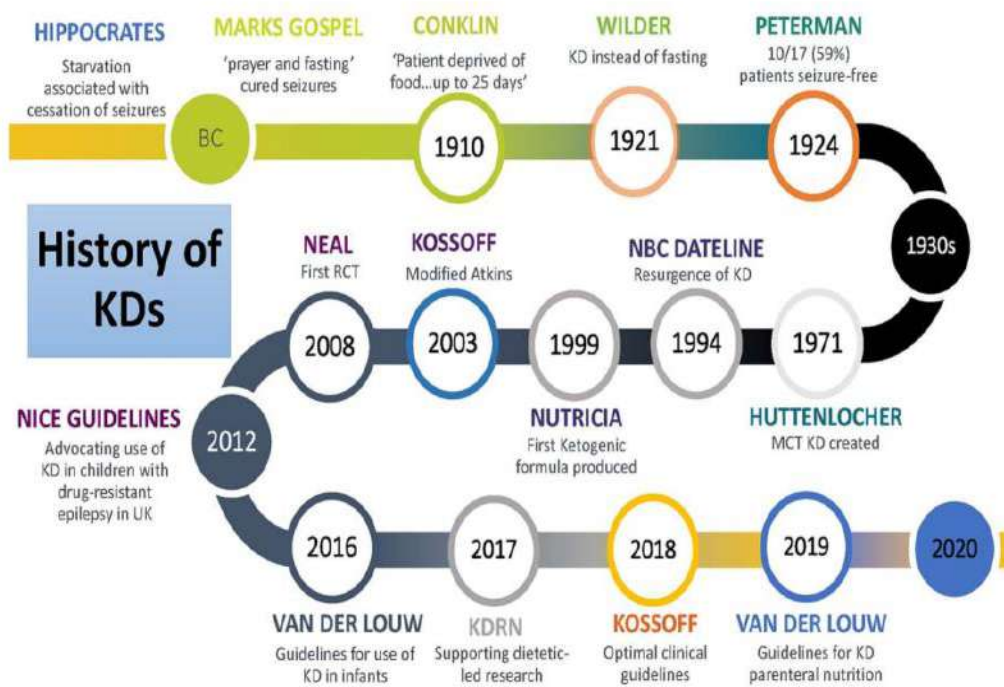 HIPPOCRATES
Starvation
associated with
cessation of seizures
BC
MARKS GOSPEL
'prayer and fasting'
cured seizures
CONKLIN
'Patient deprived of
food...up to 25 days'
1910
WILDER
KD instead of fasting
1921
PETERMAN
10/17 (59%)
patients seizure-free
1924
1930s
History of
KDs
NEAL
First RCT
2008
KOSSOFF
Modified Atkins
2003
1999
NUTRICIA
First Ketogenic
formula produced
NBC DATELINE
Resurgence of KD
1994
1971
HUTTENLOCHER
MCT KD created
NICE GUIDELINES
Advocating use of
KD in children with
drug-resistant
epilepsy in UK
2012
2016
VAN DER LOUW
Guidelines for use of
KD in infants
2017
KDRN
Supporting dietetic-
led research
2018
KOSSOFF
Optimal clinical
guidelines
2019
VAN DER LOUW
Guidelines for KD
parenteral nutrition
2020